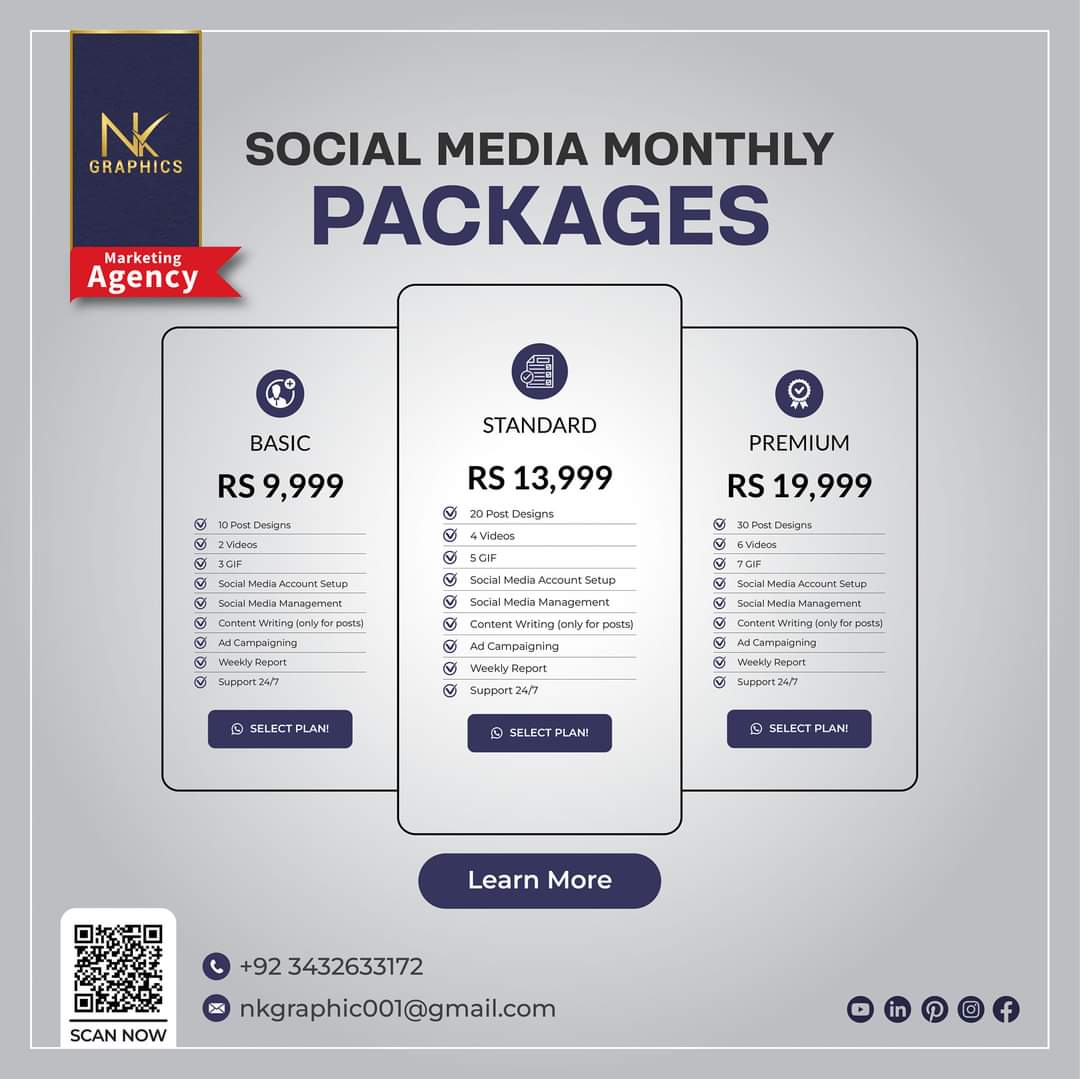 NK
GRAPHICS
Marketing
Agency
SOCIAL MEDIA MONTHLY
PACKAGES
BASIC
RS 9,999
10 Post Designs
2 Videos
3 GIF
Social Media Account Setup
Social Media Management
Content Writing (only for posts)
Ad Campaigning
Weekly Report
Support 24/7
SELECT PLAN!
STANDARD
RS 13,999
20 Post Designs
4 Videos
5 GIF
Social Media Account Setup
Social Media Management
Content Writing (only for posts)
Ad Campaigning
Weekly Report
Support 24/7
SELECT PLAN!
PREMIUM
RS 19,999
30 Post Designs
6 Videos
7 GIF
Social Media Account Setup
Social Media Management
Content Writing (only for posts)
Ad Campaigning
Weekly Report
Support 24/7
SELECT PLAN!
Learn More
SCAN NOW
+92 3432633172
nkgraphic001@gmail.com